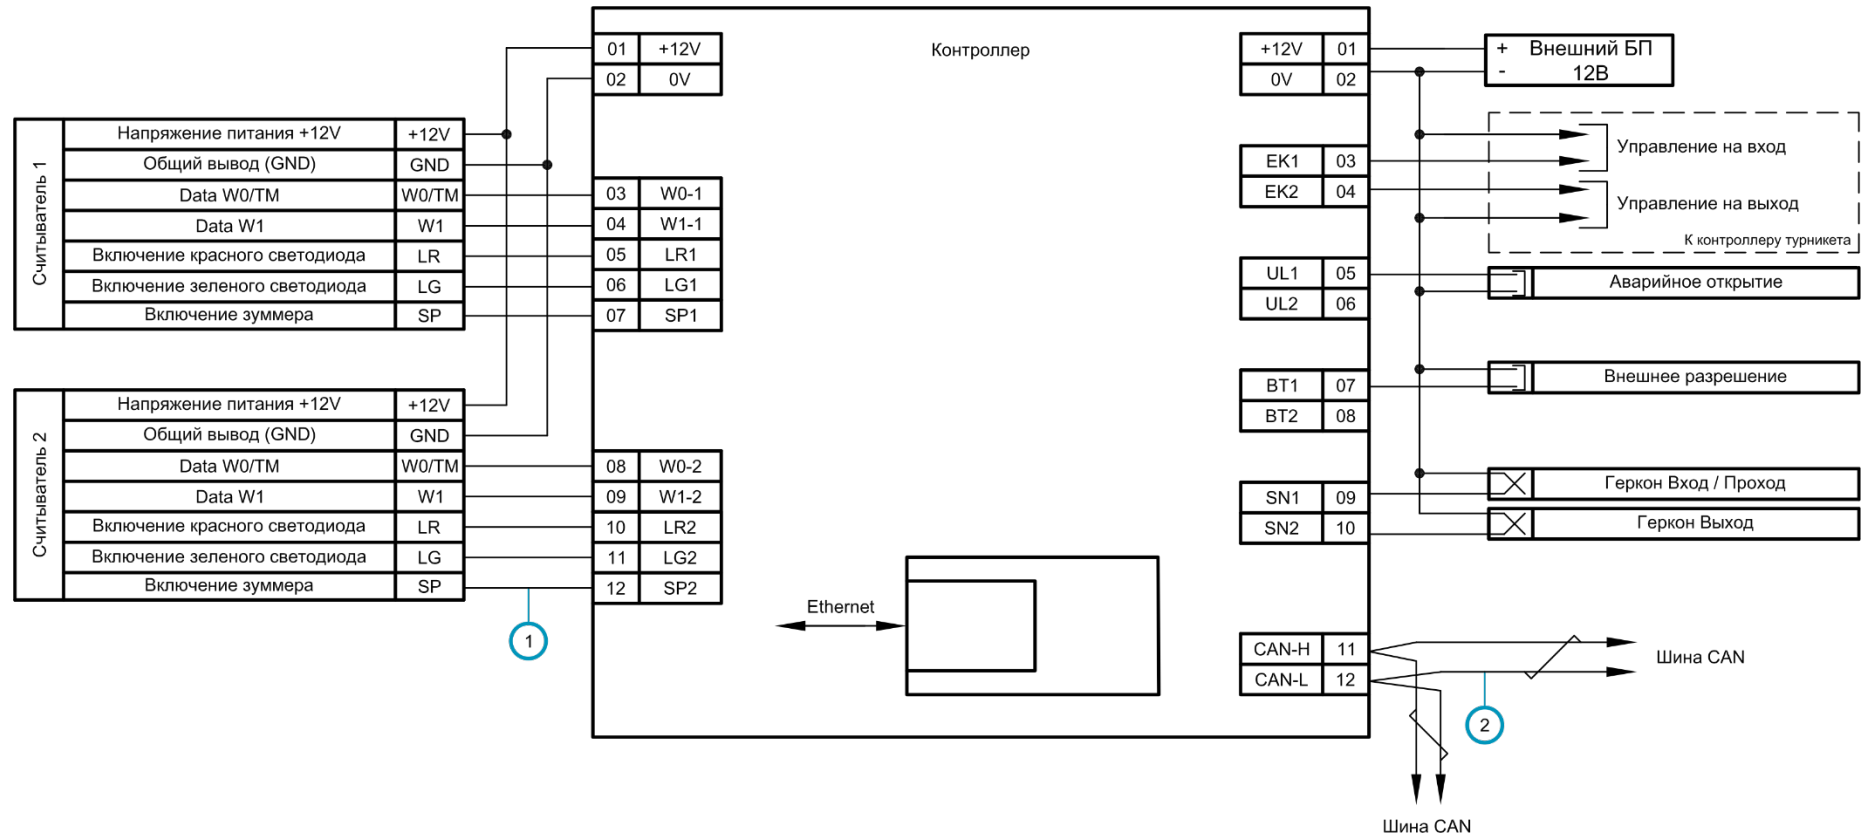 Контроллер
01 +12V
02 0V
Считыватель 1
Напряжение питания +12V +12V
Общий вывод (GND) GND
Data W0/TM W0/TM
Data W1 W1
Включение красного светодиода LR
Включение зеленого светодиода LG
Включение зуммера SP
03 W0-1
04 W1-1
05 LR1
06 LG1
07 SP1
Считыватель 2
Напряжение питания +12V +12V
Общий вывод (GND) GND
Data W0/TM W0/TM
Data W1 W1
Включение красного светодиода LR
Включение зеленого светодиода LG
Включение зуммера SP
08 W0-2
09 W1-2
10 LR2
11 LG2
12 SP2
1
Ethernet
+12V 01
0V 02
+ Внешний БП
- 12В
EK1 03
EK2 04
Управление на вход
Управление на выход
К контроллеру турникета
UL1 05
UL2 06
Аварийное открытие
BT1 07
BT2 08
Внешнее разрешение
SN1 09
SN2 10
Геркон Вход / Проход
Геркон Выход
CAN-H 11
CAN-L 12
Шина CAN
2
Шина CAN